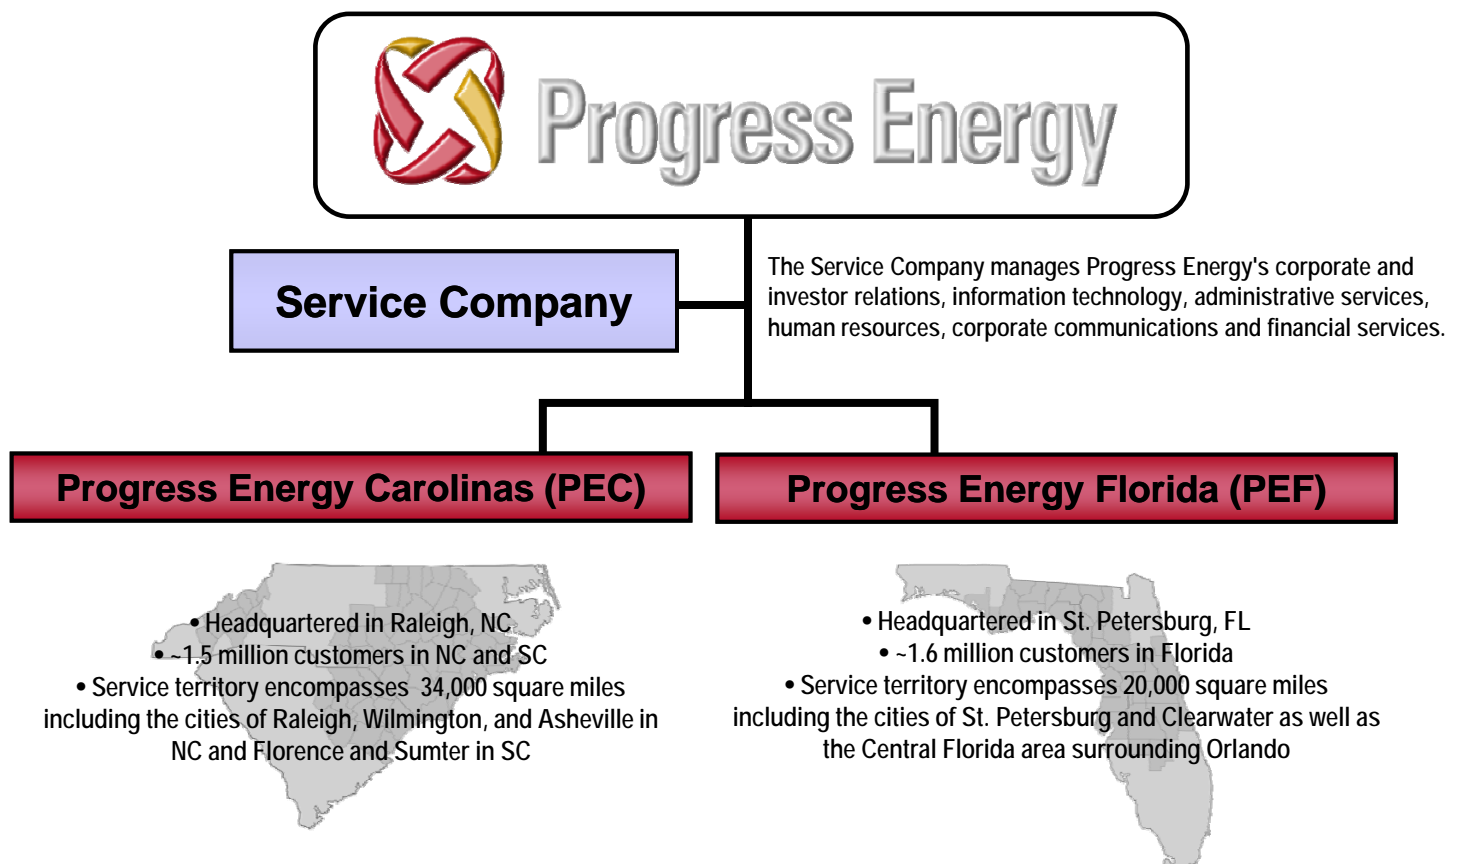 Progress Energy
Service Company
The Service Company manages Progress Energy's corporate and
investor relations, information technology, administrative services,
human resources, corporate communications and financial services.
Progress Energy Carolinas (PEC)
• Headquartered in Raleigh, NC
• ~1.5 million customers in NC and SC
• Service territory encompasses 34,000 square miles
including the cities of Raleigh, Wilmington, and Asheville in
NC and Florence and Sumter in SC
Progress Energy Florida (PEF)
• Headquartered in St. Petersburg, FL
• ~1.6 million customers in Florida
• Service territory encompasses 20,000 square miles
including the cities of St. Petersburg and Clearwater as well as
the Central Florida area surrounding Orlando